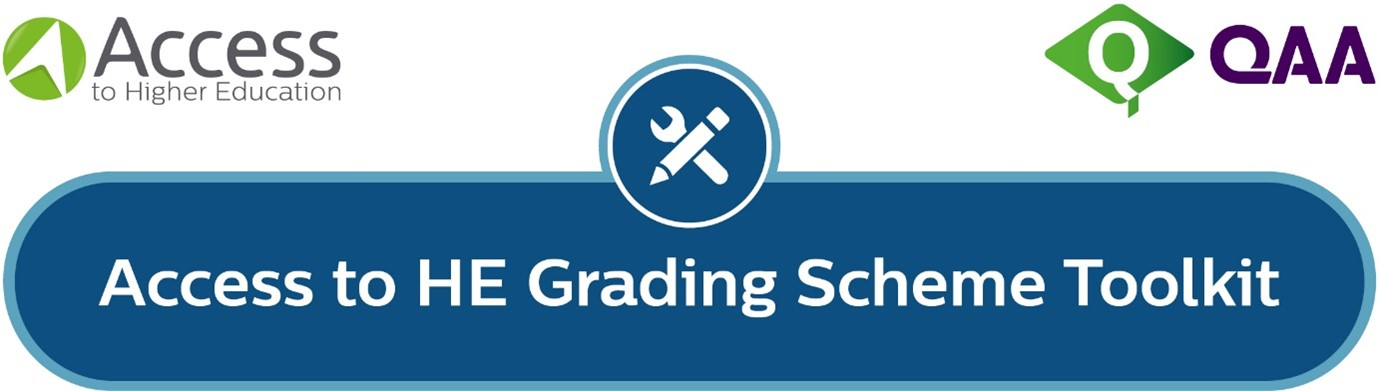 Access
to Higher Education
Q QAA
Access to HE Grading Scheme Toolkit